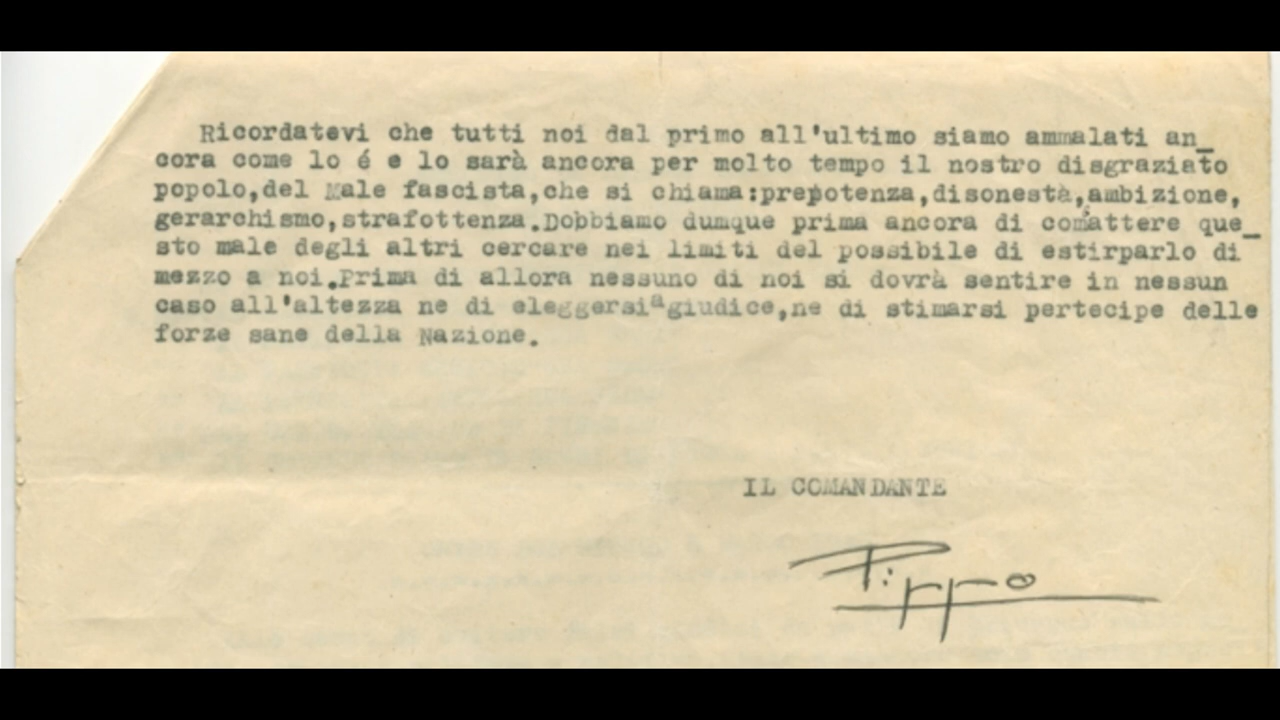 Ricordatevi che tutti noi dal primo all'ultimo siamo ammalati an_
cora come lo é e lo sarà ancora per molto tempo il nostro disgraziato
popolo,del Male fascista,che si chiama:prepotenza,disonestà,ambizione,
gerarchismo,strafottenza.Dobbiamo dumque prima ancora di comattere que_
sto male degli altri cercare nei limiti del possibile di estirparlo di
mezzo a noi.Prima di allora nessuno di noi si dovrà sentire in nessun
caso all'altezza ne di eleggersi a giudice,ne di stimarsi pertecipe delle
forze sane della Nazione.
IL COMANDANTE
Pippo